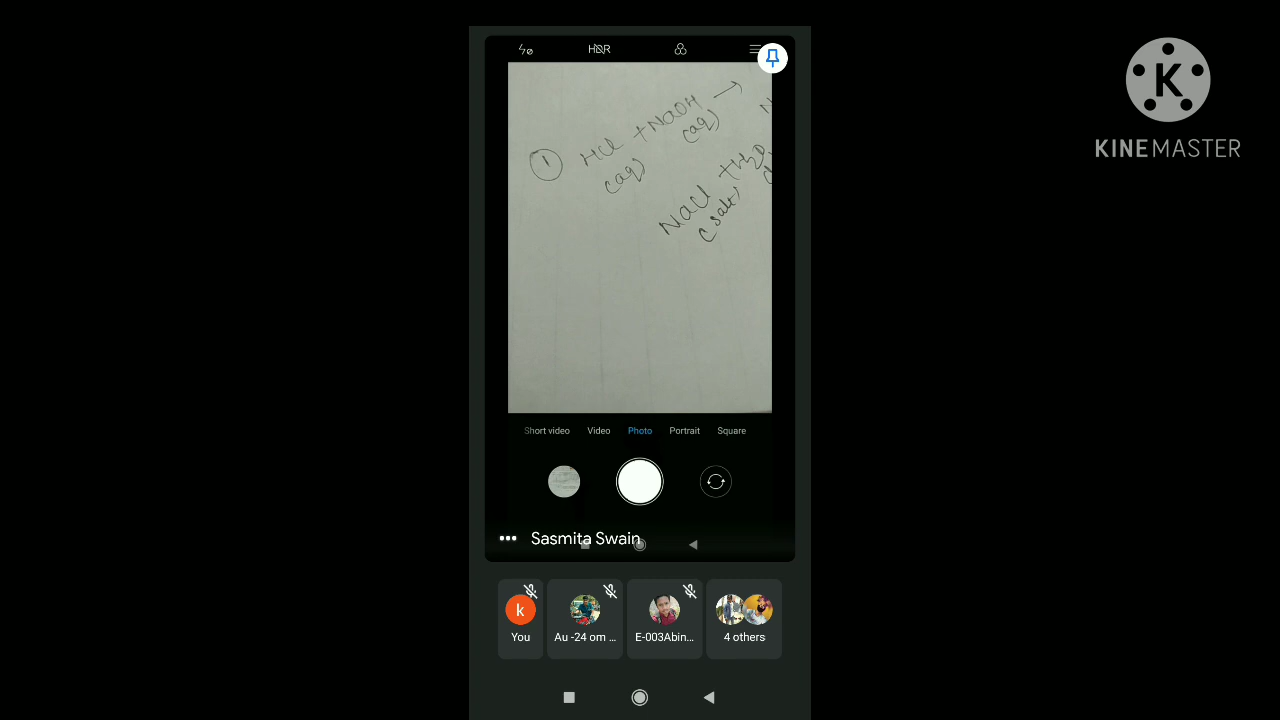 HDR
① HCl + NaOH →
(aq) (aq)
NaCl + H2O
(salt)
KINEMASTER
K
Short video Video Photo Portrait Square
Sasmita Swain
k
You Au -24 om ... E-003Abin... 4 others